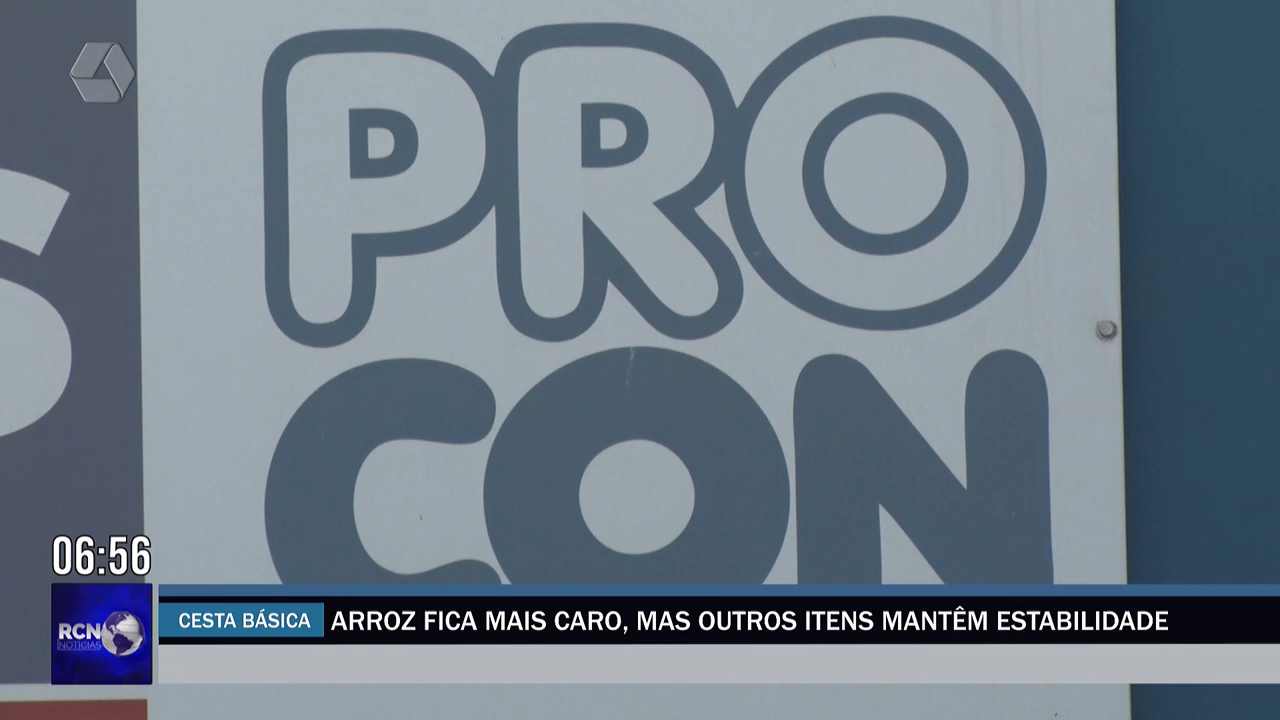 S
PRO
CON
06:56
RCN
NOTÍCIAS
CESTA BÁSICA
ARROZ FICA MAIS CARO, MAS OUTROS ITENS MANTÊM ESTABILIDADE